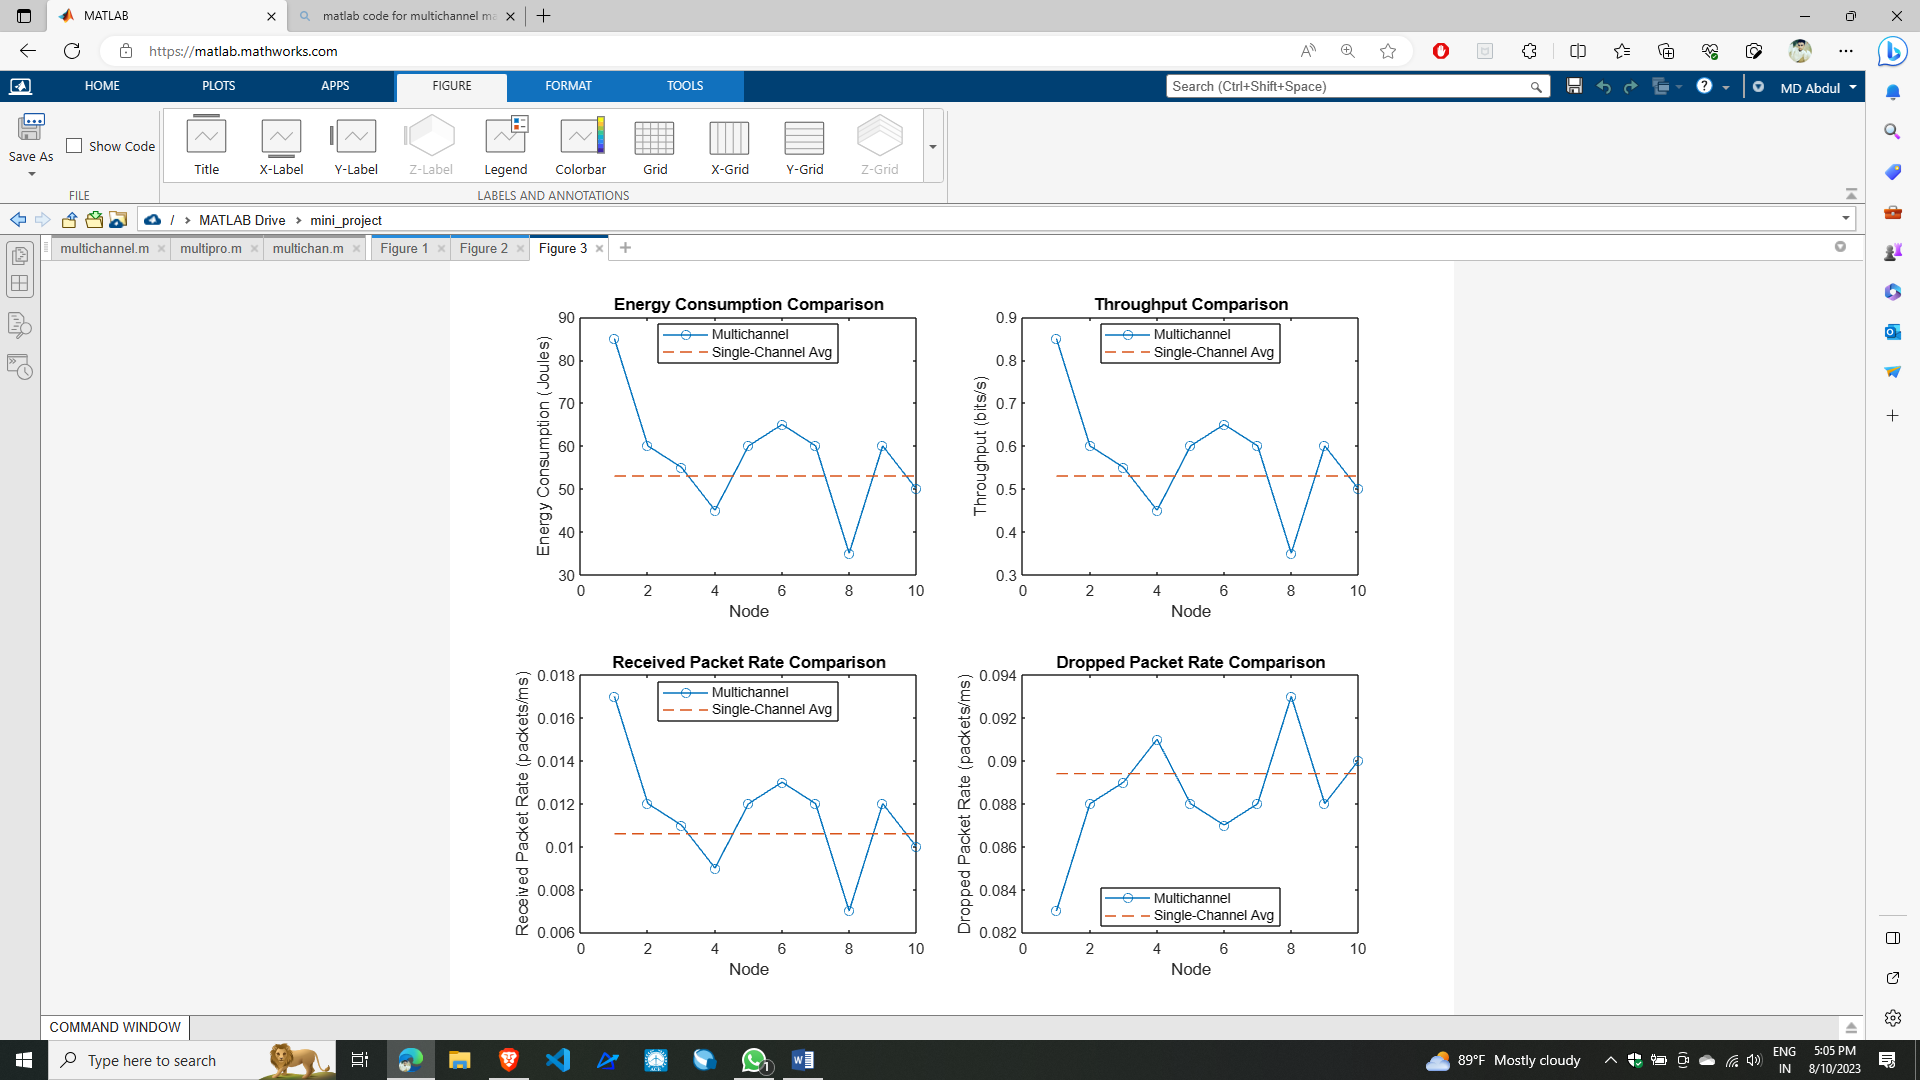 MATLAB
matlab code for multichannel ma
https://matlab.mathworks.com
HOME
PLOTS
APPS
FIGURE
FORMAT
TOOLS
Search (Ctrl+Shift+Space)
MD Abdul
Save As
Show Code
FILE
Title
X-Label
Y-Label
Z-Label
Legend
Colorbar
Grid
X-Grid
Y-Grid
Z-Grid
LABELS AND ANNOTATIONS
/ › MATLAB Drive › mini_project
multichannel.m
multipro.m
multichan.m
Figure 1
Figure 2
Figure 3
Energy Consumption Comparison
Energy Consumption (Joules)
90
80
70
60
50
40
30
Multichannel
Single-Channel Avg
0 2 4 6 8 10
Node
Throughput Comparison
Throughput (bits/s)
0.9
0.8
0.7
0.6
0.5
0.4
0.3
Multichannel
Single-Channel Avg
0 2 4 6 8 10
Node
Received Packet Rate Comparison
Received Packet Rate (packets/ms)
0.018
0.016
0.014
0.012
0.01
0.008
0.006
Multichannel
Single-Channel Avg
0 2 4 6 8 10
Node
Dropped Packet Rate Comparison
Dropped Packet Rate (packets/ms)
0.094
0.092
0.09
0.088
0.086
0.084
0.082
Multichannel
Single-Channel Avg
0 2 4 6 8 10
Node
COMMAND WINDOW
Type here to search
89°F Mostly cloudy
ENG
IN
5:05 PM
8/10/2023